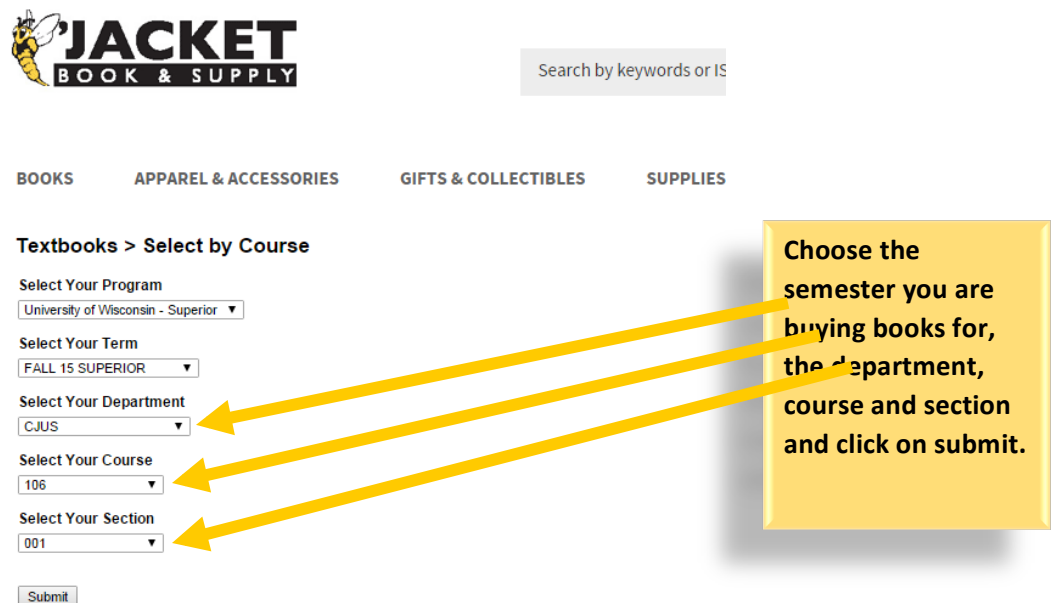 'JACKET
BOOK & SUPPLY
Search by keywords or IS
BOOKS APPAREL & ACCESSORIES GIFTS & COLLECTIBLES SUPPLIES
Textbooks > Select by Course
Select Your Program
University of Wisconsin - Superior
Select Your Term
FALL 15 SUPERIOR
Select Your Department
CJUS
Select Your Course
106
Select Your Section
001
Submit
Choose the
semester you are
buying books for,
the department,
course and section
and click on submit.